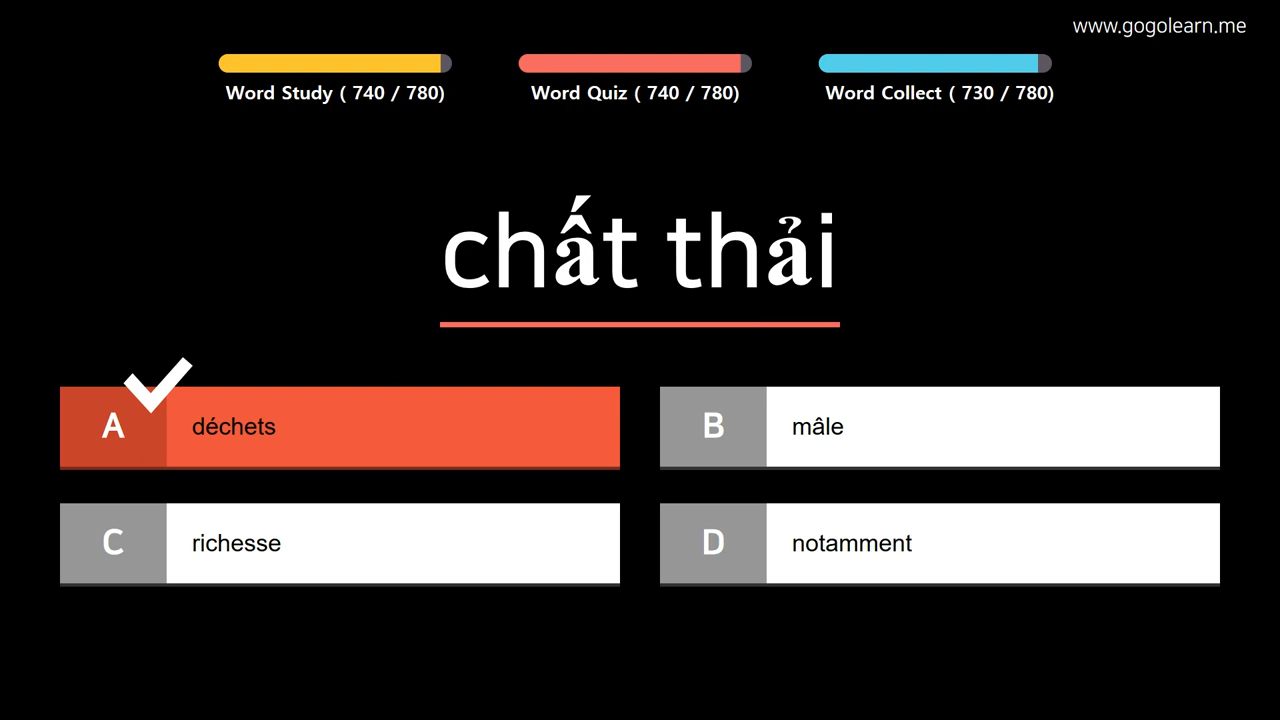 www.gogolearn.me
Word Study ( 740 / 780)
Word Quiz ( 740 / 780)
Word Collect ( 730 / 780)
chất thải
A déchets
B mâle
C richesse
D notamment